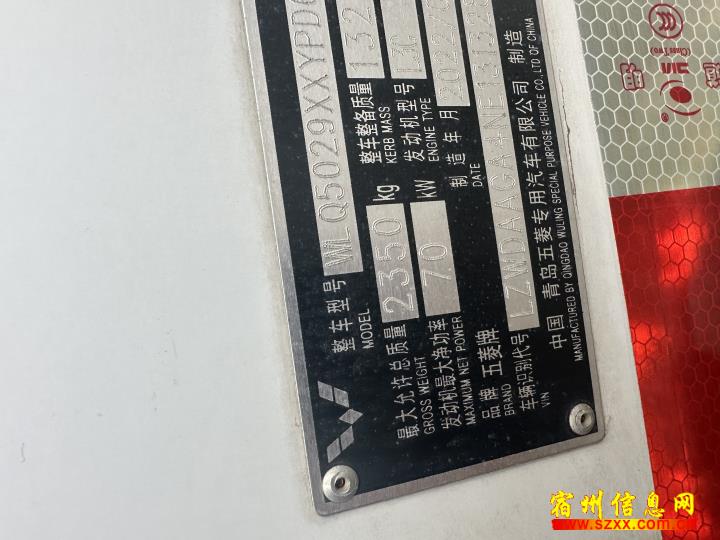 整车型号 WLQ5029XXYPD6
MODEL
最大允许总质量 2350 kg 整车整备质量 132
GROSS WEIGHT KERB MASS
发动机最大净功率 70 kW 发动机型号 L3C
MAXIMUM NET POWER ENGINE TYPE
品牌 五菱牌 制造年月 2022
BRAND DATE
车辆识别代号 LZWDAAGA4NE
VIN
中国 青岛五菱专用汽车有限公司 制造
MANUFACTURED BY QINGDAO WULING SPECIAL PURPOSE VEHICLE CO.,LTD OF CHINA
(Class Two)
宿州信息网
www.szxx.com.cn